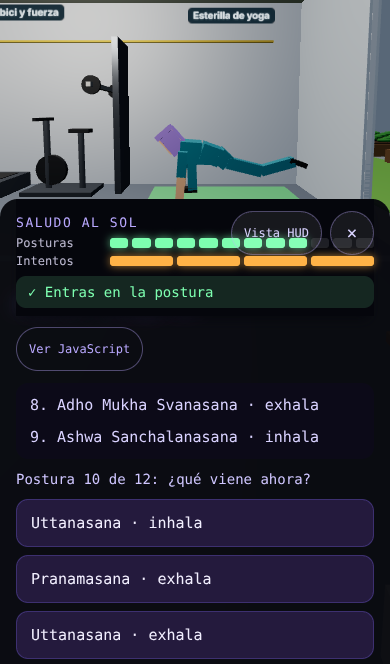 bici y fuerza
Esterilla de yoga
SALUDO AL SOL
Vista HUD
×
Posturas
Intentos
✓ Entras en la postura
Ver JavaScript
8. Adho Mukha Svanasana · exhala
9. Ashwa Sanchalanasana · inhala
Postura 10 de 12: ¿qué viene ahora?
Uttanasana · inhala
Pranamasana · exhala
Uttanasana · exhala